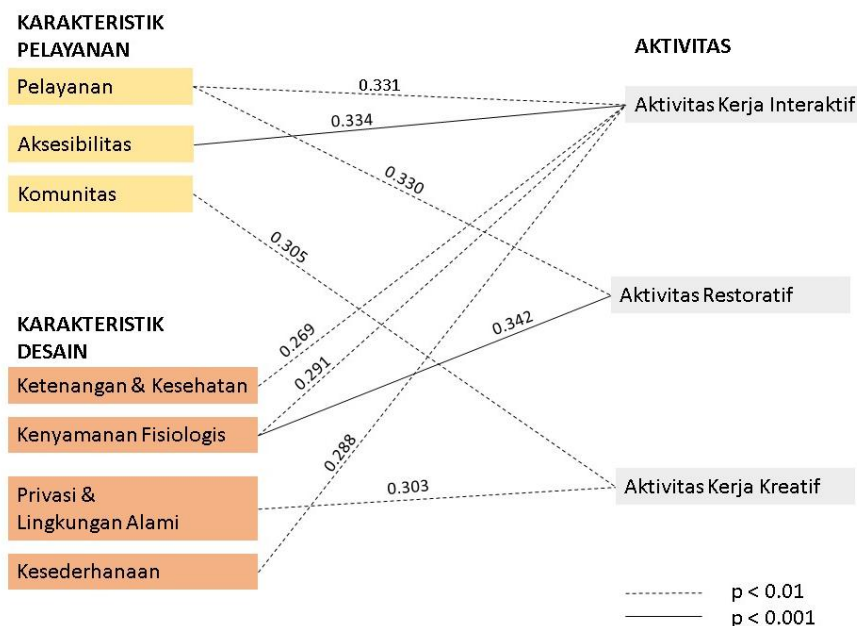 KARAKTERISTIK
PELAYANAN
AKTIVITAS
Pelayanan
0.331
Aktivitas Kerja Interaktif
Aksesibilitas
0.334
Komunitas
0.330
0.305
Aktivitas Restoratif
KARAKTERISTIK
DESAIN
0.342
0.269
0.291
Ketenangan & Kesehatan
Kenyamanan Fisiologis
0.288
Privasi &
Lingkungan Alami
0.303
Aktivitas Kerja Kreatif
Kesederhanaan
p < 0.01
p < 0.001